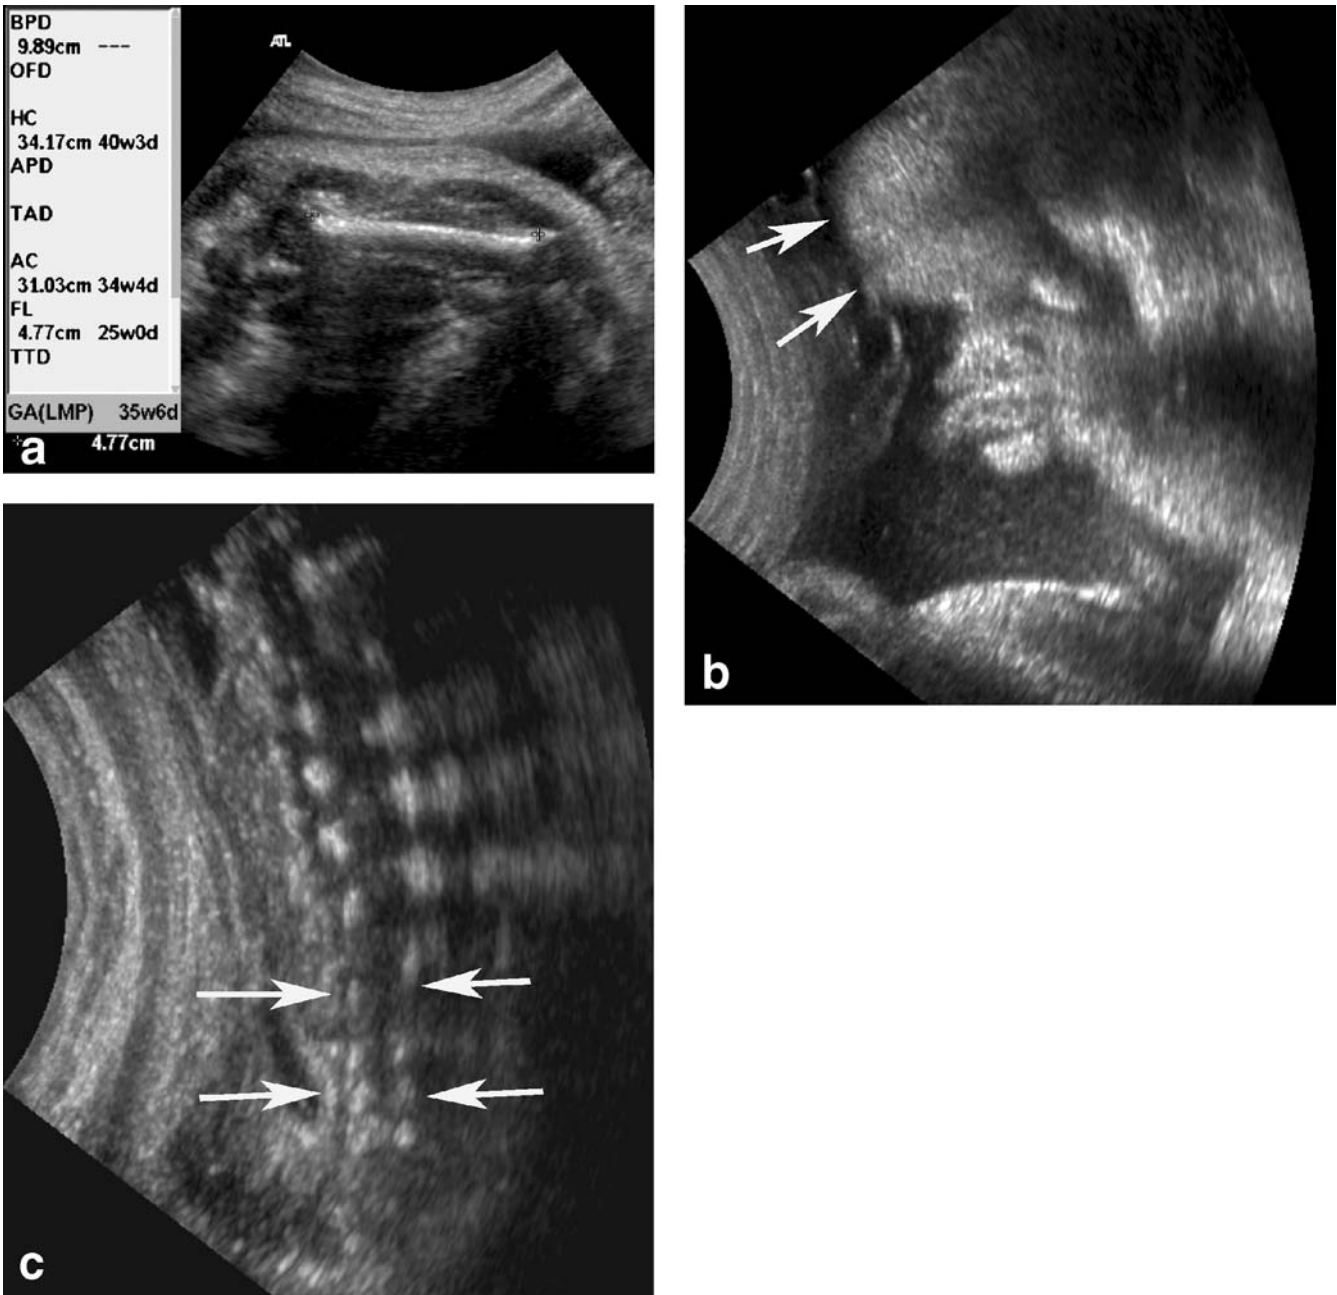 BPD
9.89cm ---
OFD
HC
34.17cm 40w3d
APD
TAD
AC
31.03cm 34w4d
FL
4.77cm 25w0d
TTD
GA(LMP) 35w6d
4.77cm
a
ATL
b
c